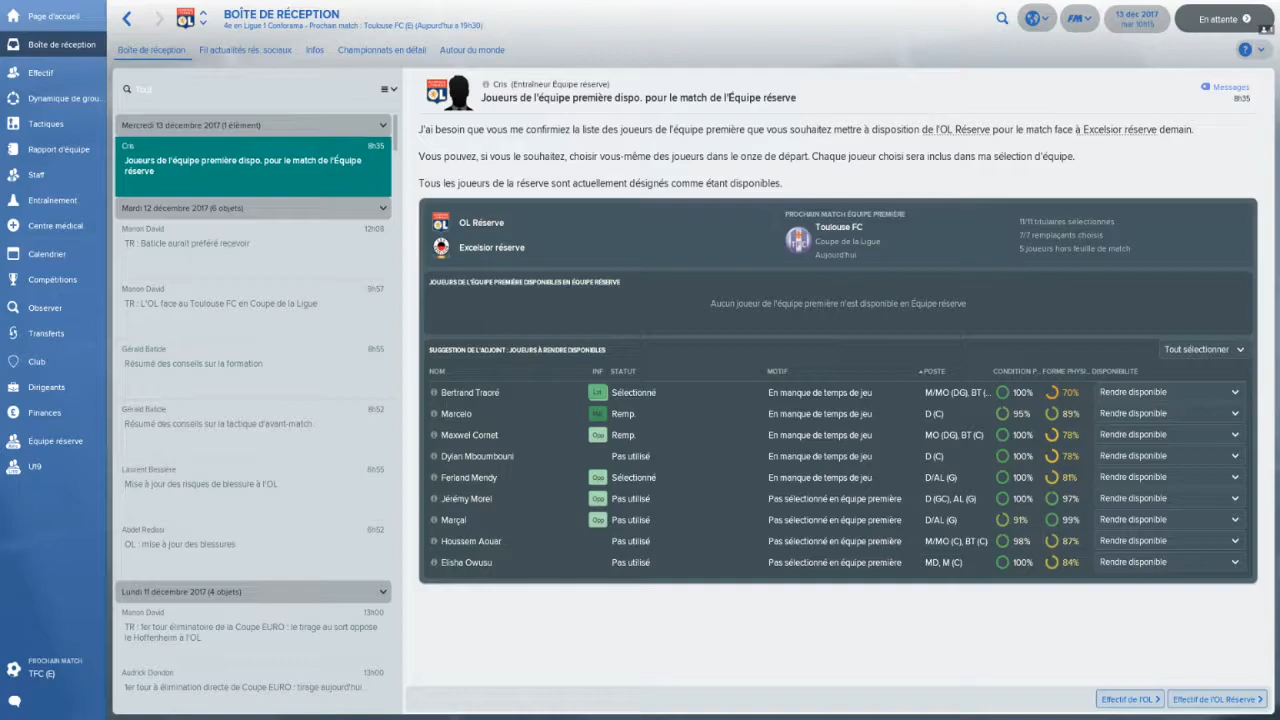 Page d'accueil
Boîte de réception
Effectif
Dynamique de grou...
Tactiques
Rapport d'équipe
Staff
Entraînement
Centre médical
Calendrier
Compétitions
Observer
Transferts
Club
Dirigeants
Finances
Équipe réserve
U19
PROCHAIN MATCH
TFC (E)
BOÎTE DE RÉCEPTION
4e en Ligue 1 Conforama - Prochain match : Toulouse FC (E) (Aujourd'hui à 19h30)
FM
13 déc 2017
mer 10h15
En attente
Boîte de réception Fil actualités rés. sociaux Infos Championnats en détail Autour du monde
Tout
Mercredi 13 décembre 2017 (1 élément)
Cris 8h35
Joueurs de l'équipe première dispo. pour le match de l'Équipe
réserve
Mardi 12 décembre 2017 (6 objets)
Manon David 12h08
TR : Baticle aurait préféré recevoir
Manon David 9h57
TR : L'OL face au Toulouse FC en Coupe de la Ligue
Gérald Baticle 8h55
Résumé des conseils sur la formation
Gérald Baticle 8h52
Résumé des conseils sur la tactique d'avant-match
Laurent Bessière 6h55
Mise à jour des risques de blessure à l'OL
Abdel Redissi 6h52
OL : mise à jour des blessures
Lundi 11 décembre 2017 (4 objets)
Manon David 13h00
TR : 1er tour éliminatoire de la Coupe EURO : le tirage au sort oppose
le Hoffenheim à l'OL
Audrick Dondon 13h00
1er tour à élimination directe de Coupe EURO : tirage aujourd'hui...
Cris (Entraîneur Équipe réserve)
Joueurs de l'équipe première dispo. pour le match de l'Équipe réserve
Messages
8h35
J'ai besoin que vous me confirmiez la liste des joueurs de l'équipe première que vous souhaitez mettre à disposition de l'OL Réserve pour le match face à Excelsior réserve demain.
Vous pouvez, si vous le souhaitez, choisir vous-même des joueurs dans le onze de départ. Chaque joueur choisi sera inclus dans ma sélection d'équipe.
Tous les joueurs de la réserve sont actuellement désignés comme étant disponibles.
OL Réserve
Excelsior réserve
PROCHAIN MATCH ÉQUIPE PREMIÈRE
Toulouse FC
Coupe de la Ligue
Aujourd'hui
11/11 titulaires sélectionnés
7/7 remplaçants choisis
5 joueurs hors feuille de match
JOUEURS DE L'ÉQUIPE PREMIÈRE DISPONIBLES EN ÉQUIPE RÉSERVE
Aucun joueur de l'équipe première n'est disponible en Équipe réserve
SUGGESTION DE L'ADJOINT : JOUEURS À RENDRE DISPONIBLES
Tout sélectionner
NOM INF STATUT MOTIF POSTE CONDITION P... FORME PHYSI... DISPONIBILITÉ
Bertrand Traoré Sélectionné En manque de temps de jeu M/MO (DG), BT (... 100% 70% Rendre disponible
Marcelo Remp. En manque de temps de jeu D (C) 95% 89% Rendre disponible
Maxwel Cornet Opp Remp. En manque de temps de jeu MO (DG), BT (C) 100% 78% Rendre disponible
Dylan Mboumbouni Pas utilisé En manque de temps de jeu D (C) 100% 78% Rendre disponible
Ferland Mendy Opp Sélectionné En manque de temps de jeu D/AL (G) 100% 81% Rendre disponible
Jérémy Morel Opp Pas utilisé Pas sélectionné en équipe première D (GC), AL (G) 100% 97% Rendre disponible
Marçal Opp Pas utilisé Pas sélectionné en équipe première D/AL (G) 91% 99% Rendre disponible
Houssem Aouar Pas utilisé Pas sélectionné en équipe première M/MO (C), BT (C) 98% 87% Rendre disponible
Elisha Owusu Pas utilisé Pas sélectionné en équipe première MD, M (C) 100% 84% Rendre disponible
Effectif de l'OL
Effectif de l'OL Réserve